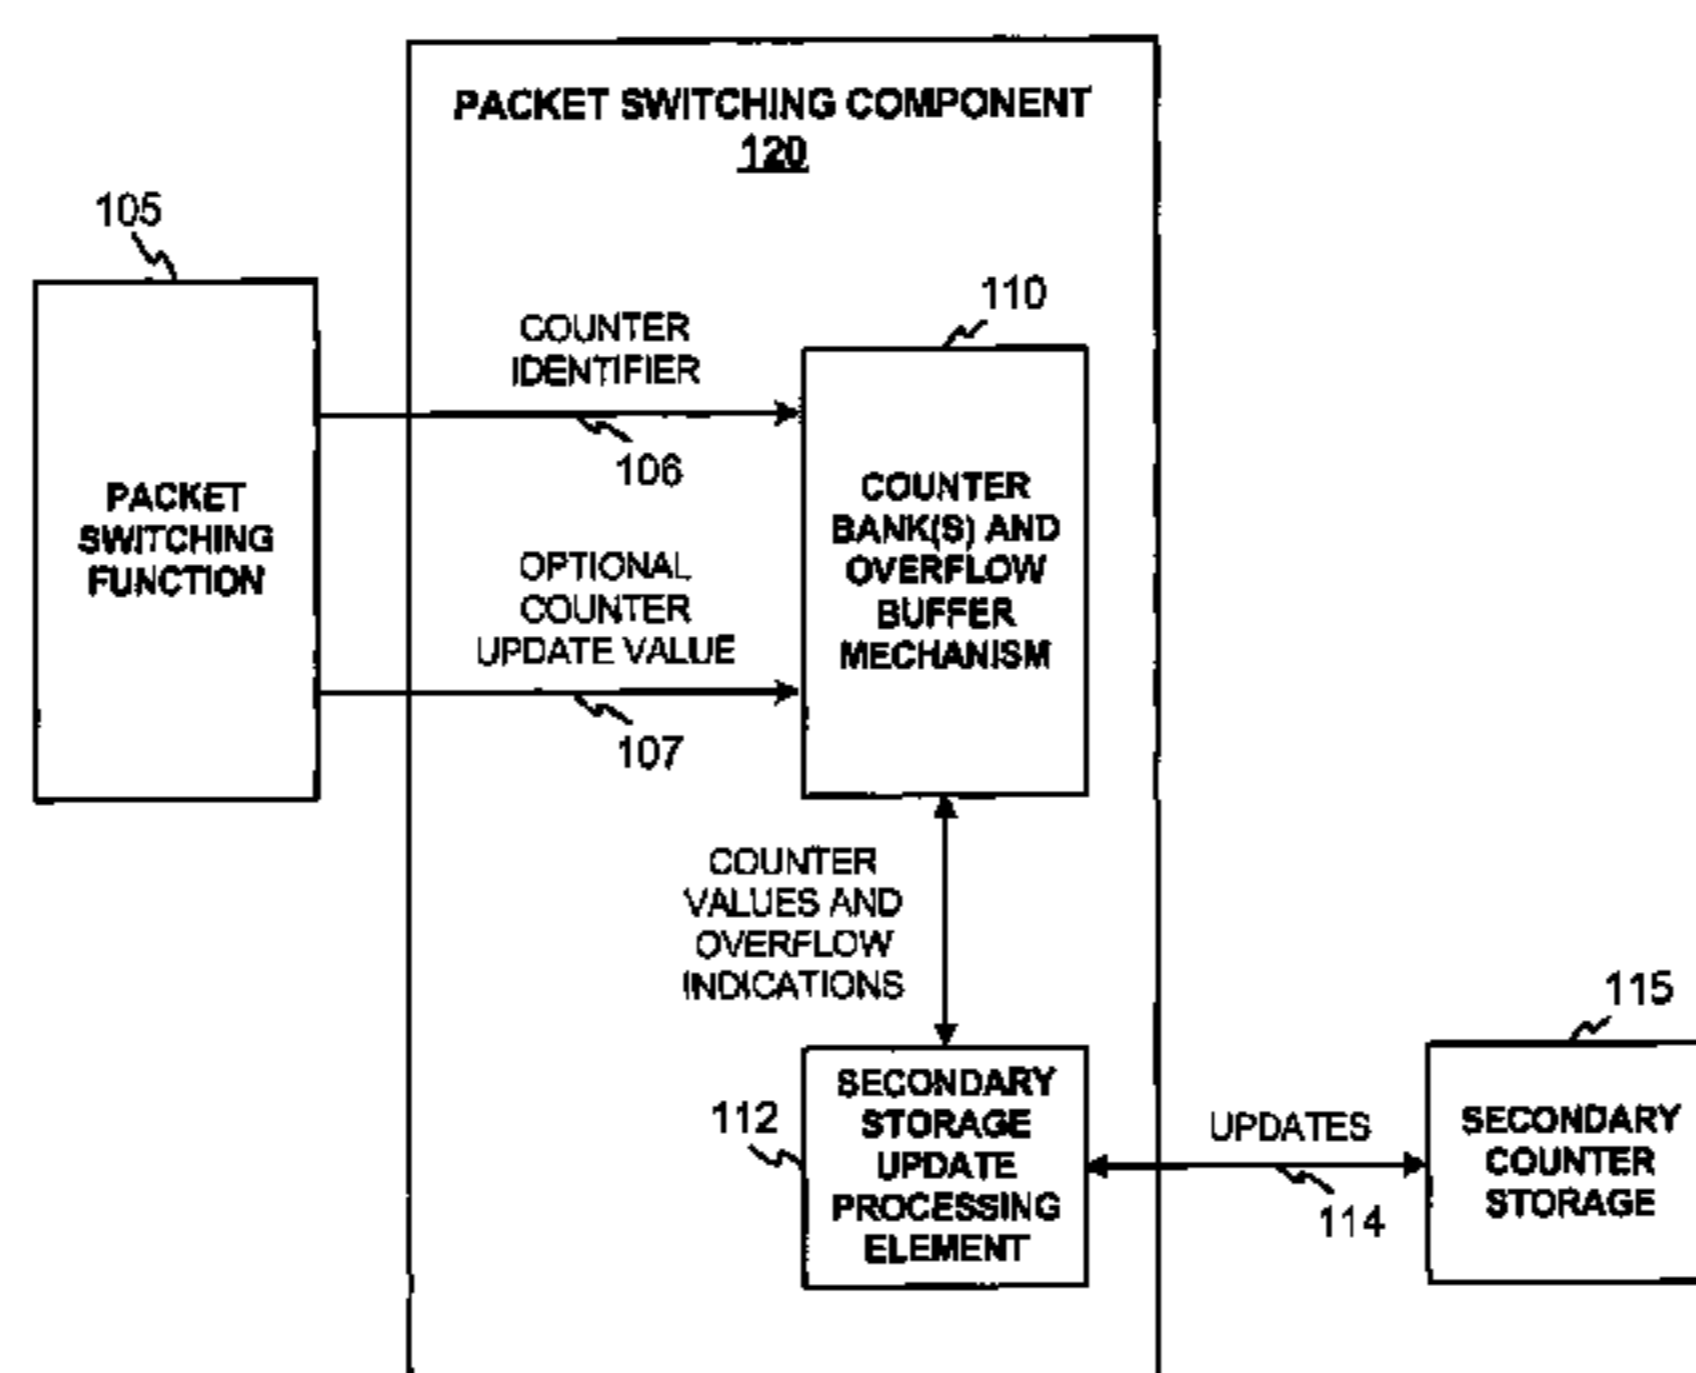 PACKET SWITCHING COMPONENT
120
105
PACKET
SWITCHING
FUNCTION
COUNTER
IDENTIFIER
106
OPTIONAL
COUNTER
UPDATE VALUE
107
110
COUNTER
BANK(S) AND
OVERFLOW
BUFFER
MECHANISM
COUNTER
VALUES AND
OVERFLOW
INDICATIONS
112
SECONDARY
STORAGE
UPDATE
PROCESSING
ELEMENT
UPDATES
114
115
SECONDARY
COUNTER
STORAGE